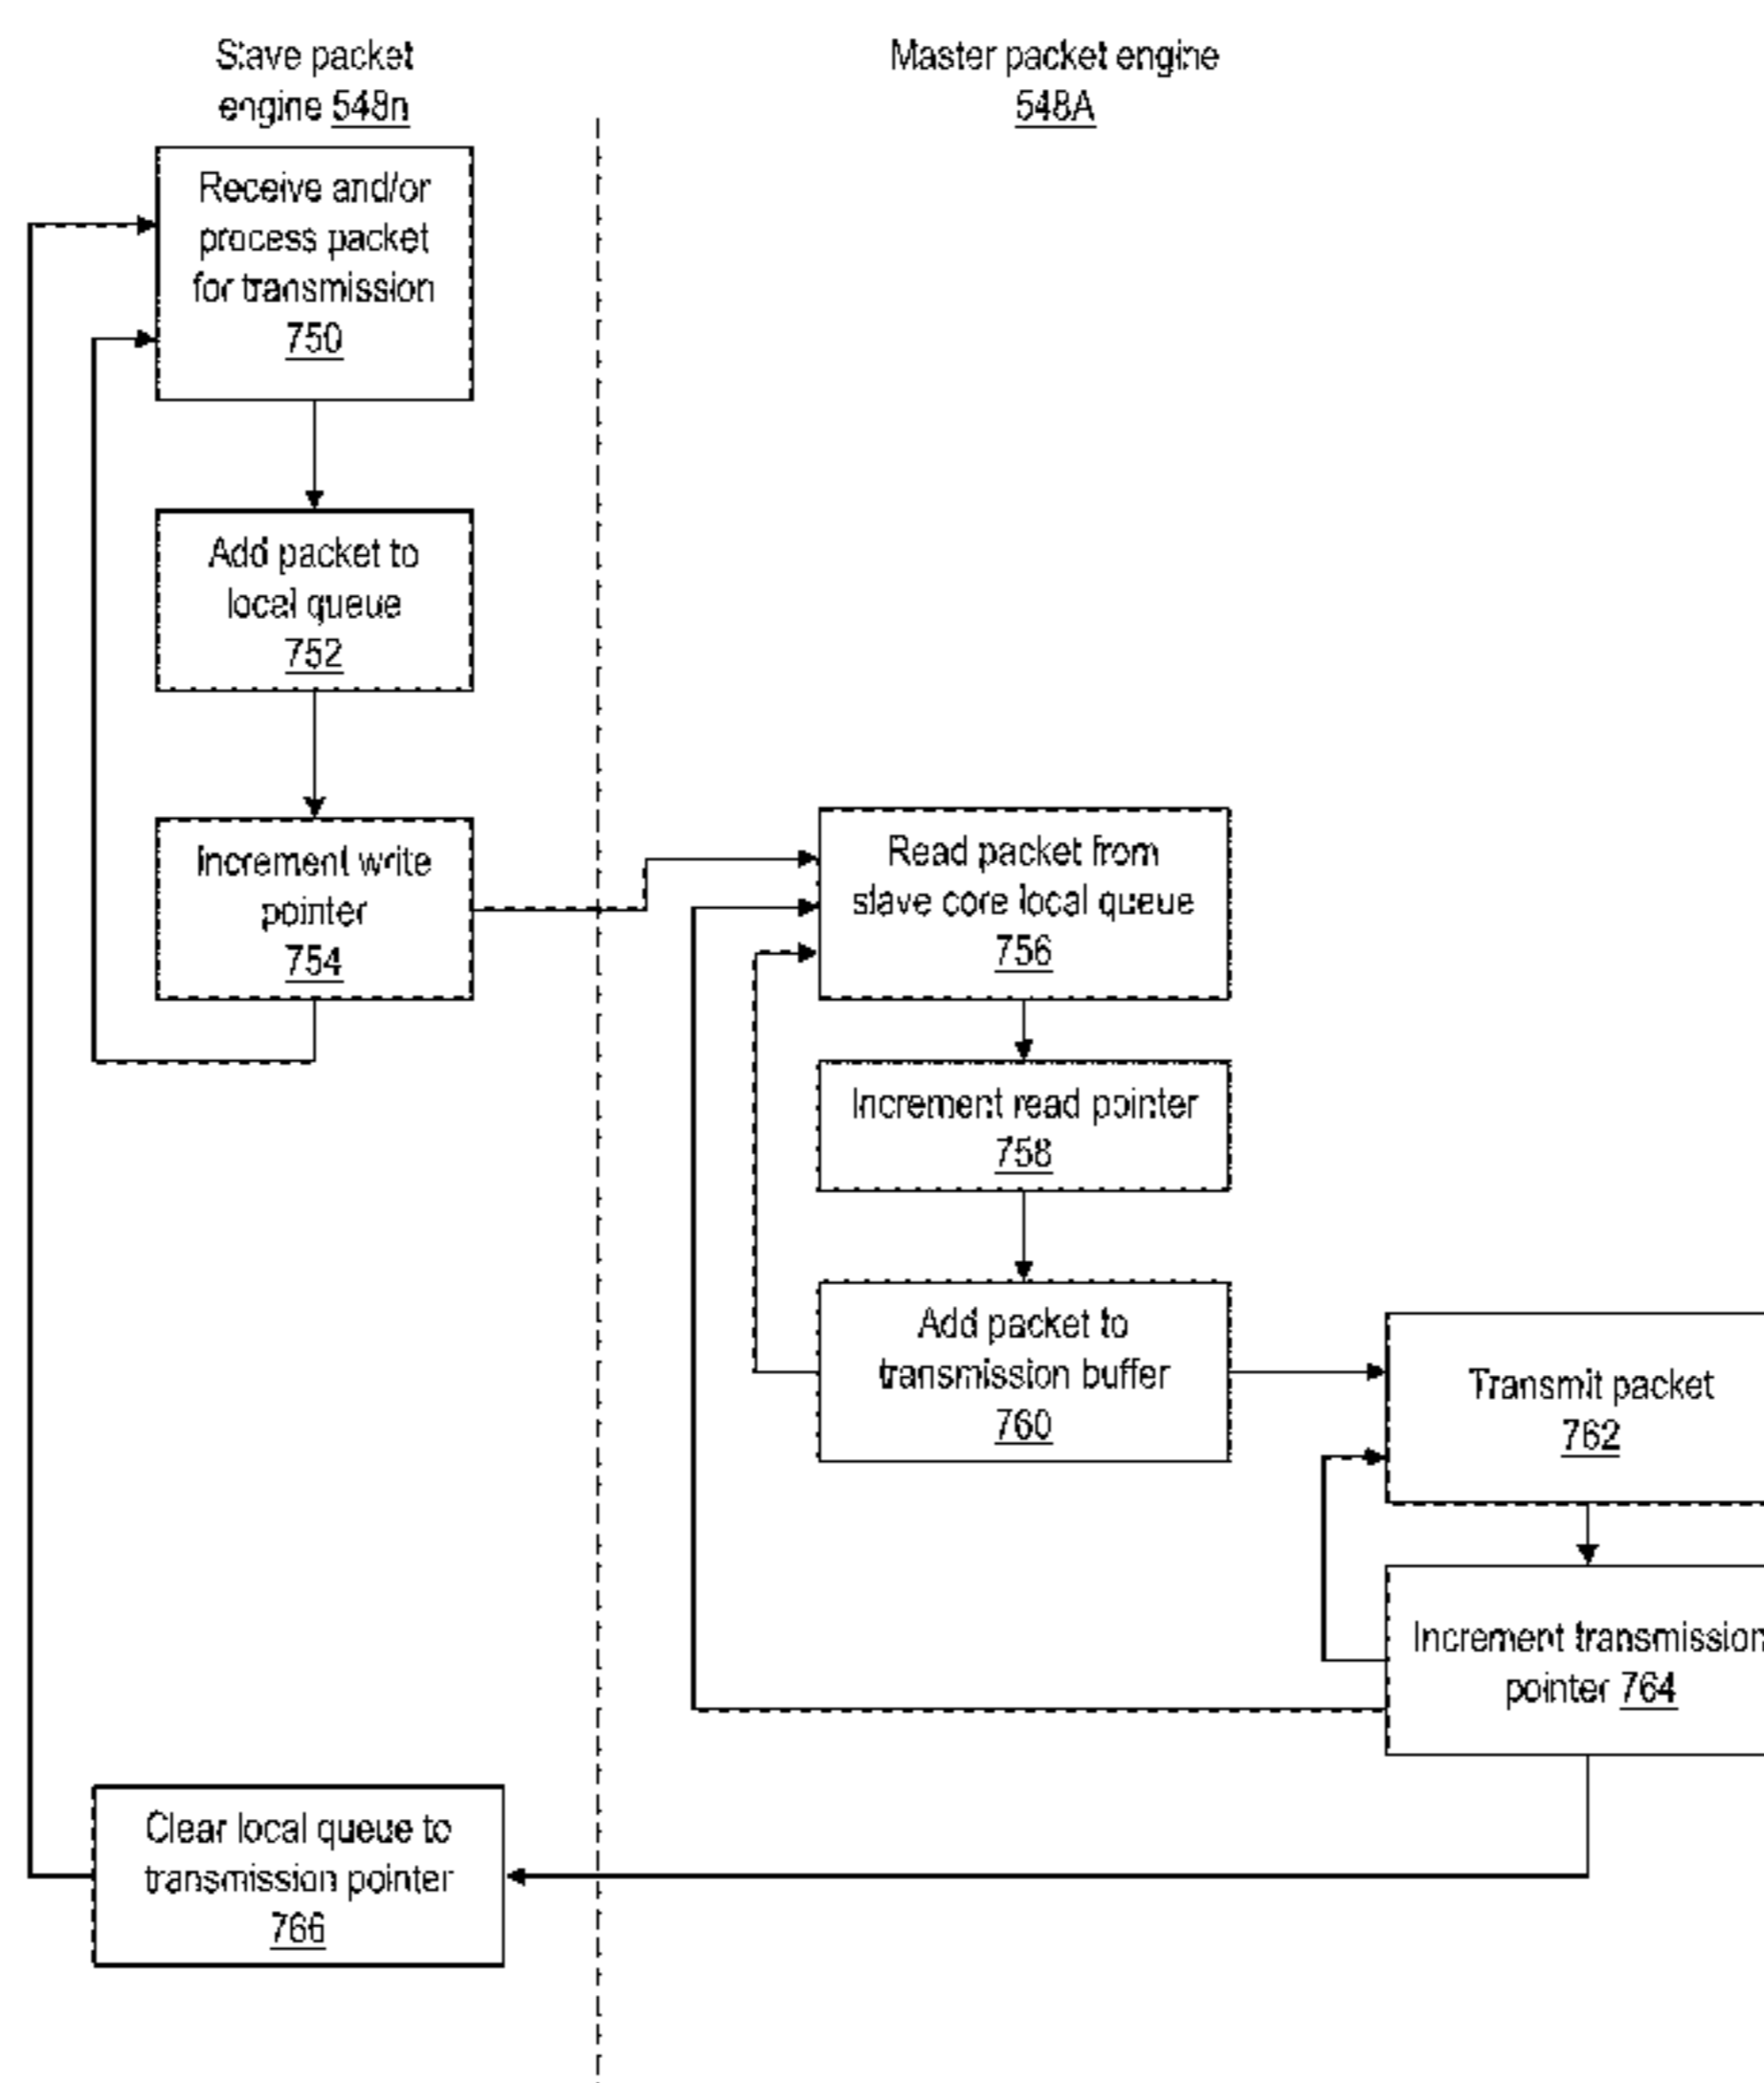 Slave packet
engine 548n
Master packet engine
548A
Receive and/or
process packet
for transmission
750
Add packet to
local queue
752
Increment write
pointer
754
Read packet from
slave core local queue
756
Increment read pointer
758
Add packet to
transmission buffer
760
Transmit packet
762
Increment transmission
pointer 764
Clear local queue to
transmission pointer
766